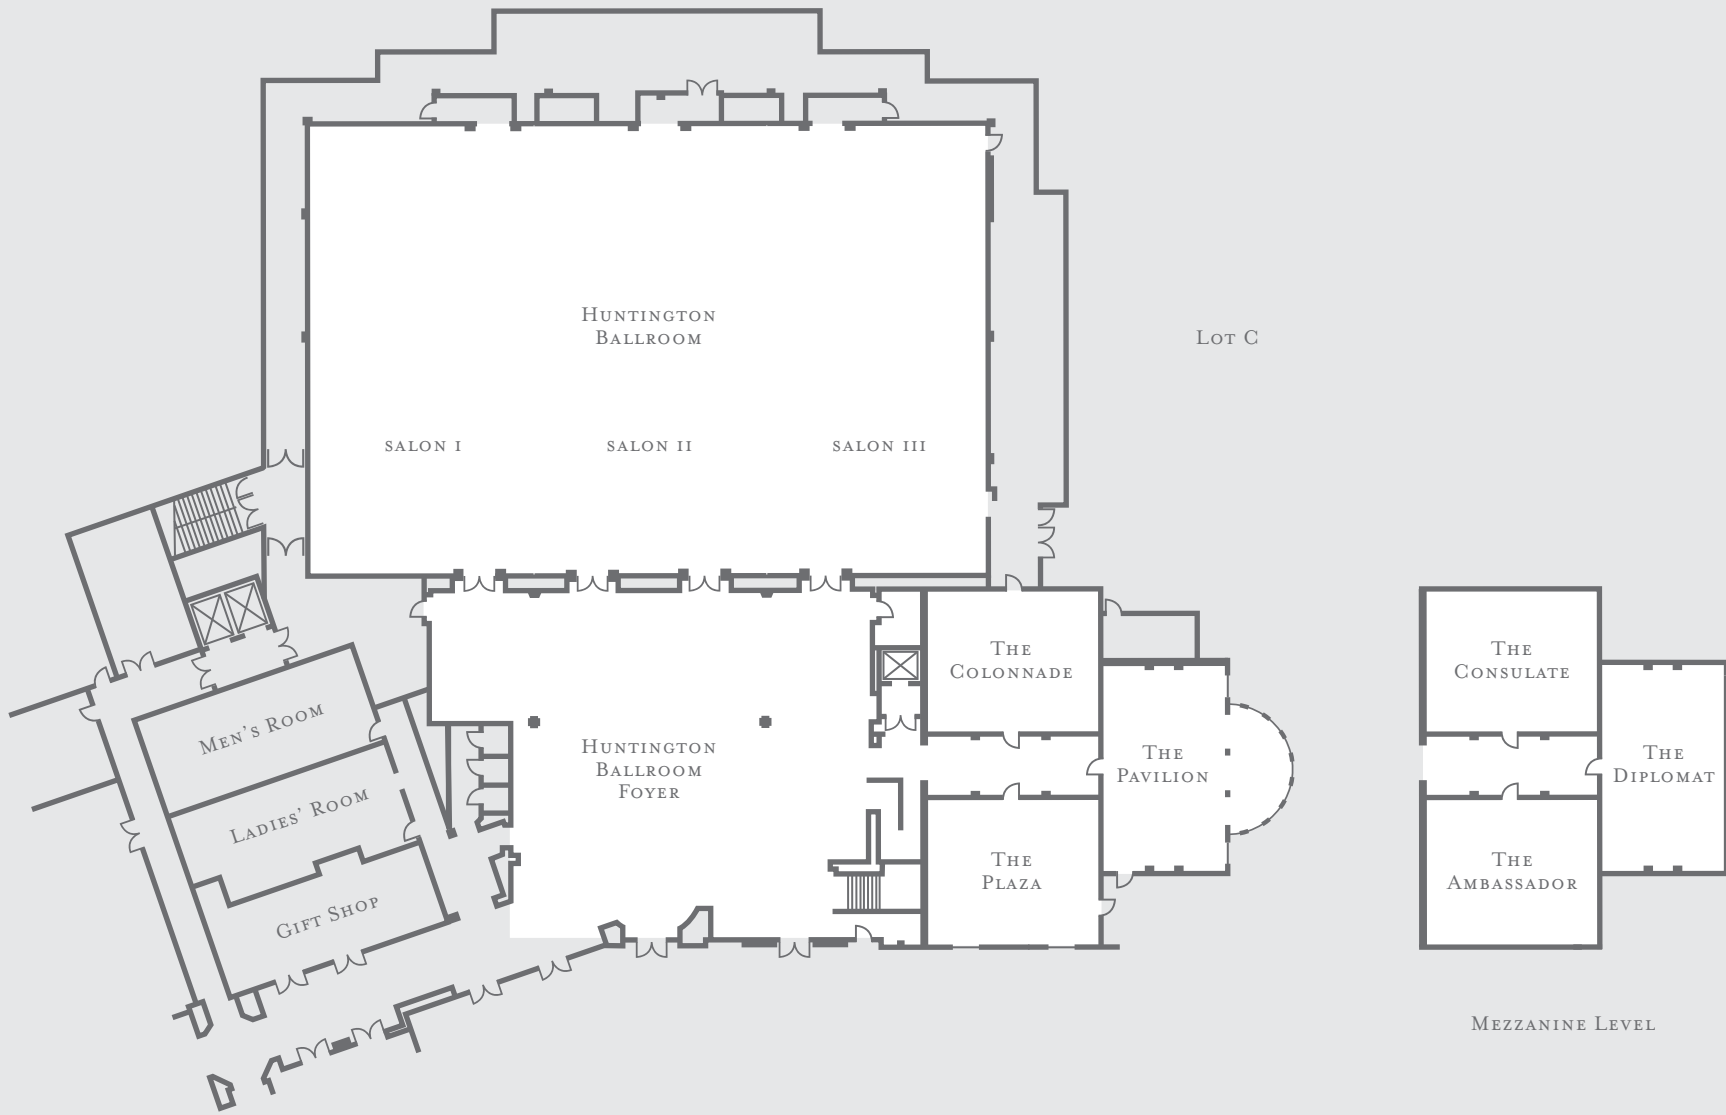 Huntington
Ballroom
Lot C
salon i
salon ii
salon iii
The
Colonnade
The
Consulate
Men's Room
Huntington
Ballroom
Foyer
The
Pavilion
The
Diplomat
Ladies' Room
The
Plaza
The
Ambassador
Gift Shop
Mezzanine Level